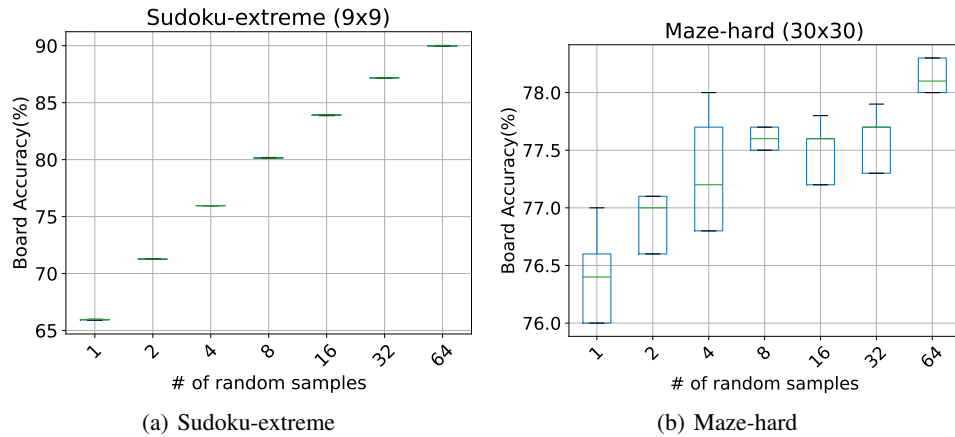 Sudoku-extreme (9x9)
90
85
80
75
70
65
Board Accuracy(%)
1 2 4 8 16 32 64
# of random samples
(a) Sudoku-extreme
Maze-hard (30x30)
78.0
77.5
77.0
76.5
76.0
Board Accuracy(%)
1 2 4 8 16 32 64
# of random samples
(b) Maze-hard